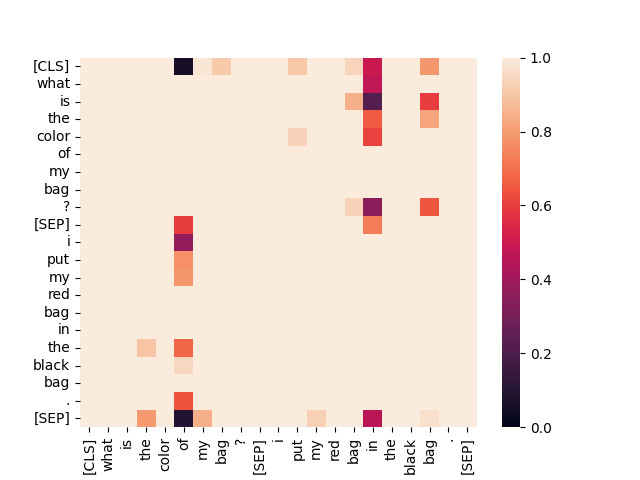 [CLS]
what
is
the
color
of
my
bag
?
[SEP]
i
put
my
red
bag
in
the
black
bag
.
[SEP]
[CLS]
what
is
the
color
of
my
bag
?
[SEP]
i
put
my
red
bag
in
the
black
bag
.
[SEP]
1.0
0.8
0.6
0.4
0.2
0.0